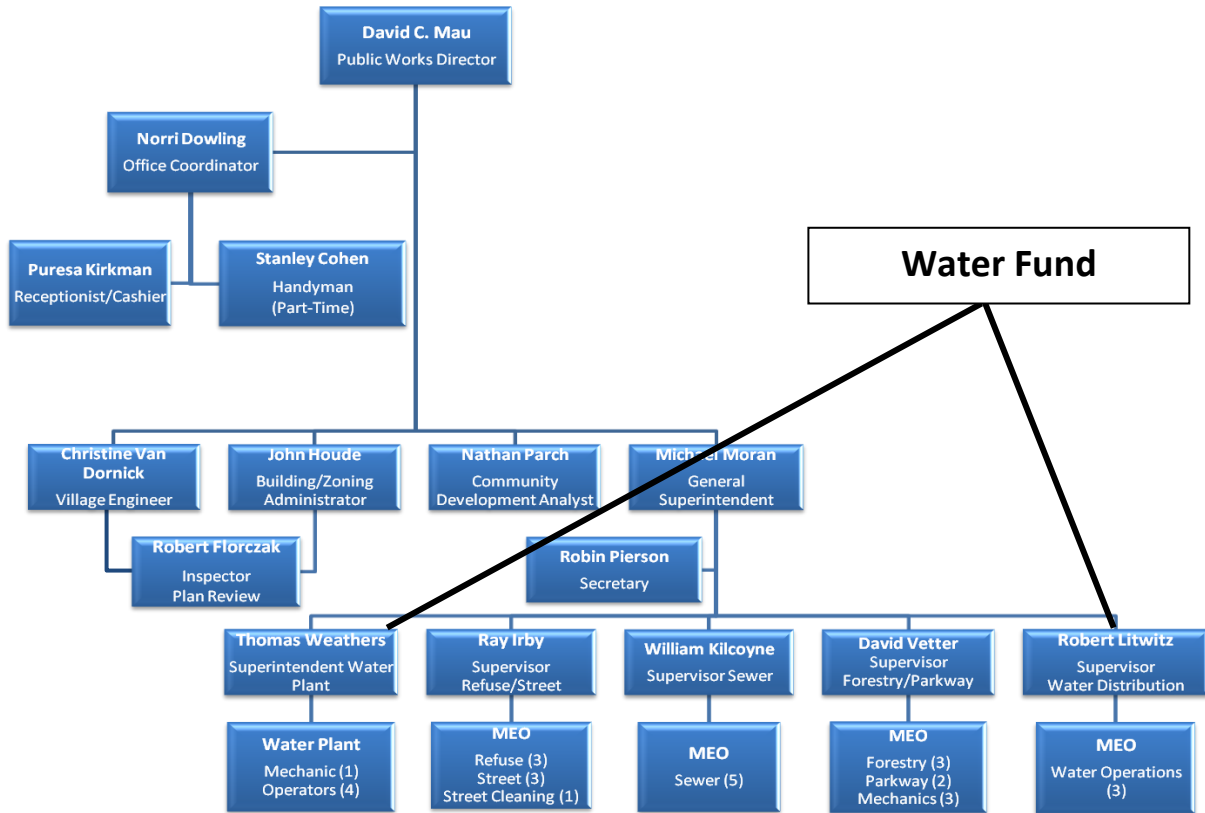 David C. Mau
Public Works Director
Norri Dowling
Office Coordinator
Puresa Kirkman
Receptionist/Cashier
Stanley Cohen
Handyman
(Part-Time)
Water Fund
Christine Van
Dornick
Village Engineer
John Houde
Building/Zoning
Administrator
Nathan Parch
Community
Development Analyst
Michael Moran
General
Superintendent
Robert Florczak
Inspector
Plan Review
Robin Pierson
Secretary
Thomas Weathers
Superintendent Water
Plant
Ray Irby
Supervisor
Refuse/Street
William Kilcoyne
Supervisor Sewer
David Vetter
Supervisor
Forestry/Parkway
Robert Litwitz
Supervisor
Water Distribution
Water Plant
Mechanic (1)
Operators (4)
MEO
Refuse (3)
Street (3)
Street Cleaning (1)
MEO
Sewer (5)
MEO
Forestry (3)
Parkway (2)
Mechanics (3)
MEO
Water Operations
(3)